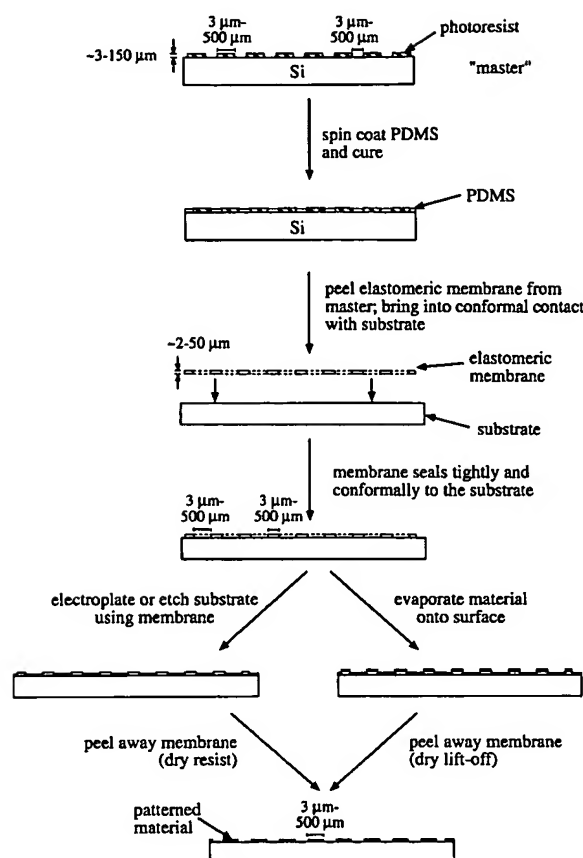 3 µm-
500 µm
3 µm-
500 µm
photoresist
~3-150 µm
Si
"master"
spin coat PDMS
and cure
PDMS
Si
peel elastomeric membrane from
master; bring into conformal contact
with substrate
~2-50 µm
elastomeric
membrane
substrate
membrane seals tightly and
conformally to the substrate
3 µm-
500 µm
3 µm-
500 µm
electroplate or etch substrate
using membrane
evaporate material
onto surface
peel away membrane
(dry resist)
peel away membrane
(dry lift-off)
patterned
material
3 µm-
500 µm